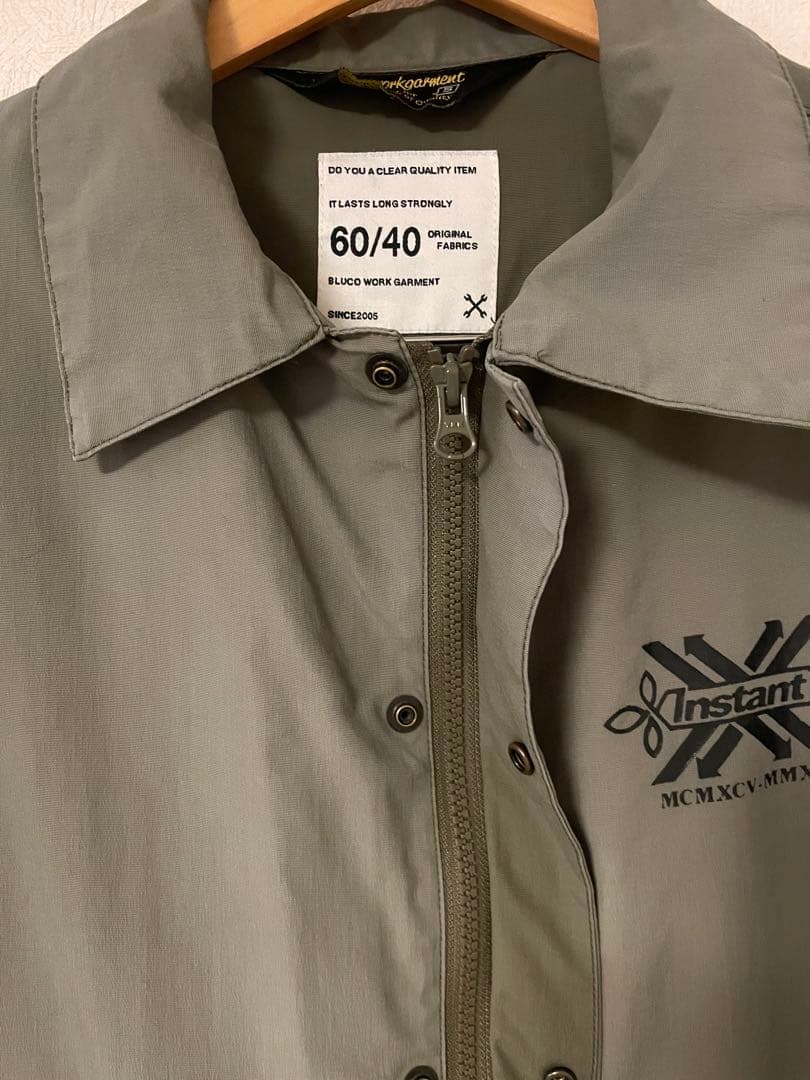 orkgarment
S
DO YOU A CLEAR QUALITY ITEM
IT LASTS LONG STRONGLY
60/40 ORIGINAL
FABRICS
BLUCO WORK GARMENT
SINCE2005
Instant
MCMXCV-MMX